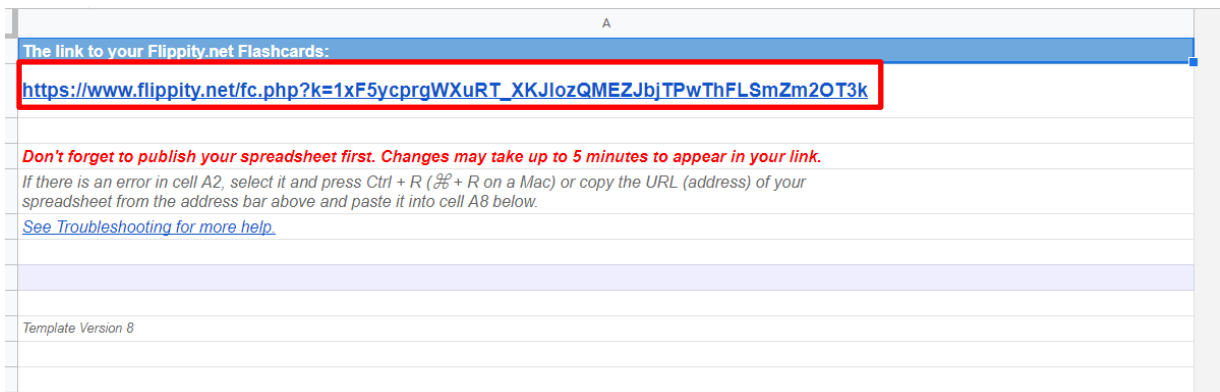 A
The link to your Flippity.net Flashcards:
https://www.flippity.net/fc.php?k=1xF5ycprgWXuRT_XKJIozQMEZJbjTPwThFLSmZm2OT3k
Don't forget to publish your spreadsheet first. Changes may take up to 5 minutes to appear in your link.
If there is an error in cell A2, select it and press Ctrl + R (⌘ + R on a Mac) or copy the URL (address) of your
spreadsheet from the address bar above and paste it into cell A8 below.
See Troubleshooting for more help.
Template Version 8